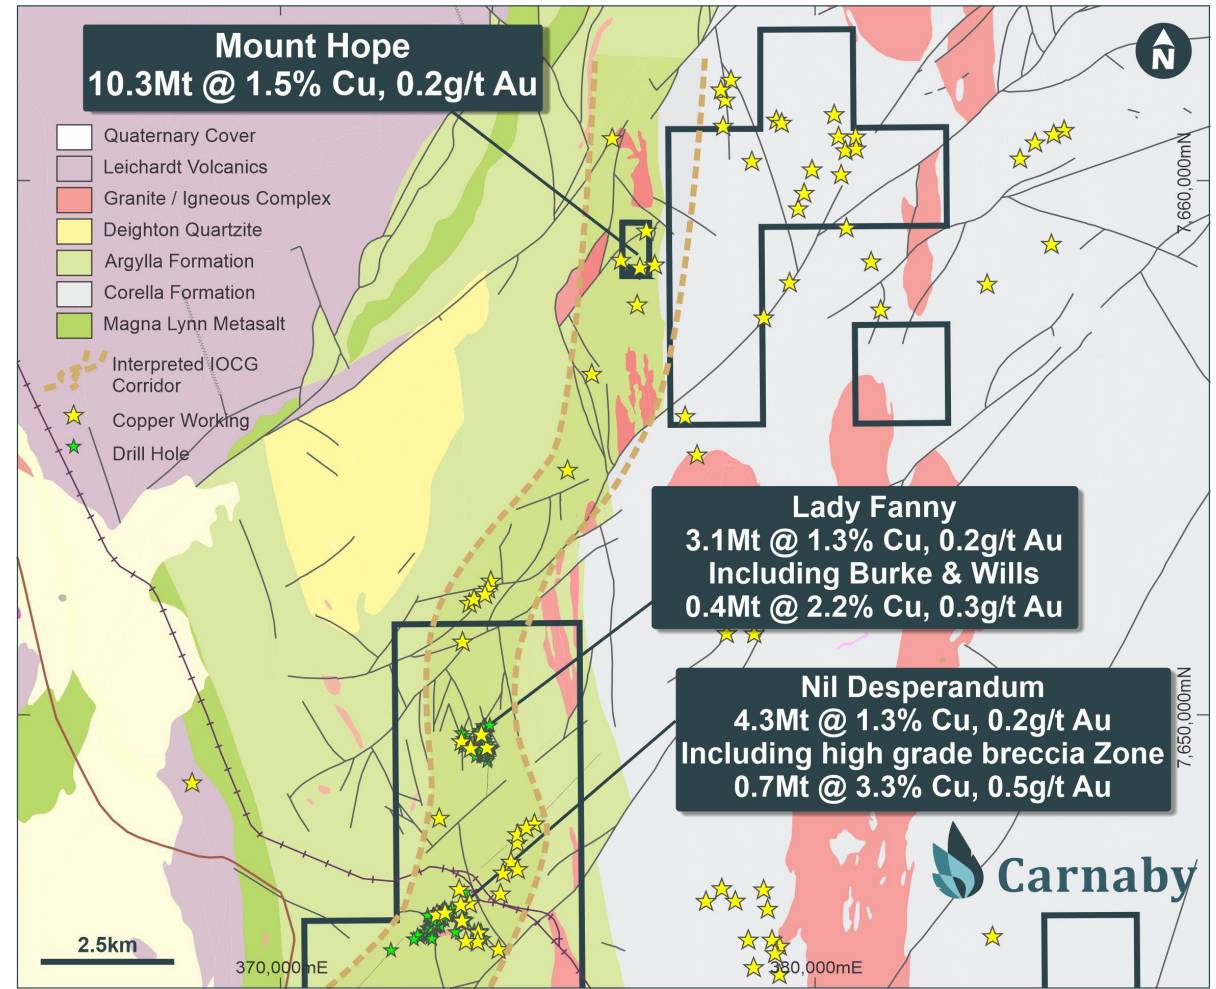 Mount Hope
10.3Mt @ 1.5% Cu, 0.2g/t Au
N
Quaternary Cover
Leichardt Volcanics
Granite / Igneous Complex
Deighton Quartzite
Argylla Formation
Corella Formation
Magna Lynn Metasalt
Interpreted IOCG
Corridor
Copper Working
Drill Hole
7,660,000mN
Lady Fanny
3.1Mt @ 1.3% Cu, 0.2g/t Au
Including Burke & Wills
0.4Mt @ 2.2% Cu, 0.3g/t Au
Nil Desperandum
4.3Mt @ 1.3% Cu, 0.2g/t Au
Including high grade breccia Zone
0.7Mt @ 3.3% Cu, 0.5g/t Au
7,650,000mN
Carnaby
2.5km
370,000mE
380,000mE